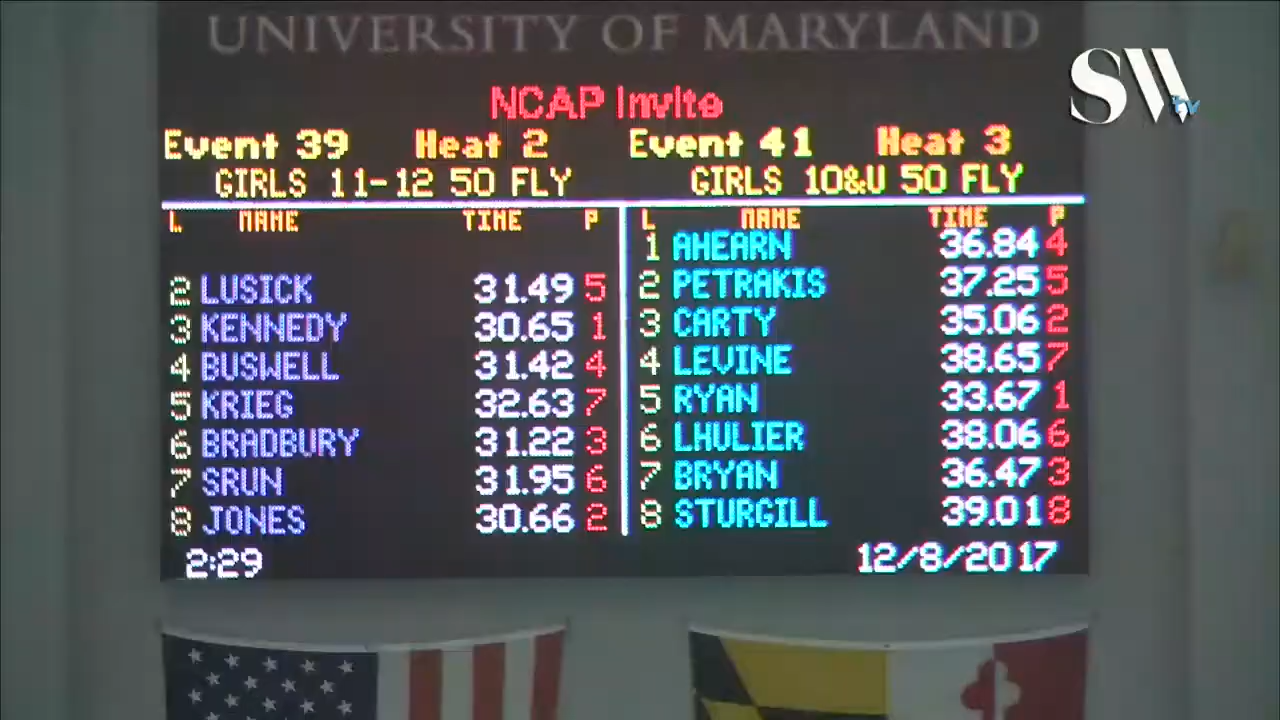 UNIVERSITY OF MARYLAND
SW
tv
NCAP Invite
Event 39 Heat 2
GIRLS 11-12 50 FLY
L NAME TIME P
2 LUSICK 31.49 5
3 KENNEDY 30.65 1
4 BUSWELL 31.42 4
5 KRIEG 32.63 7
6 BRADBURY 31.22 3
7 SRUN 31.95 6
8 JONES 30.66 2
2:29
Event 41 Heat 3
GIRLS 10&U 50 FLY
L NAME TIME P
1 AHEARN 36.84 4
2 PETRAKIS 37.25 5
3 CARTY 35.06 2
4 LEVINE 38.65 7
5 RYAN 33.67 1
6 LHULIER 38.06 6
7 BRYAN 36.47 3
8 STURGILL 39.01 8
12/8/2017